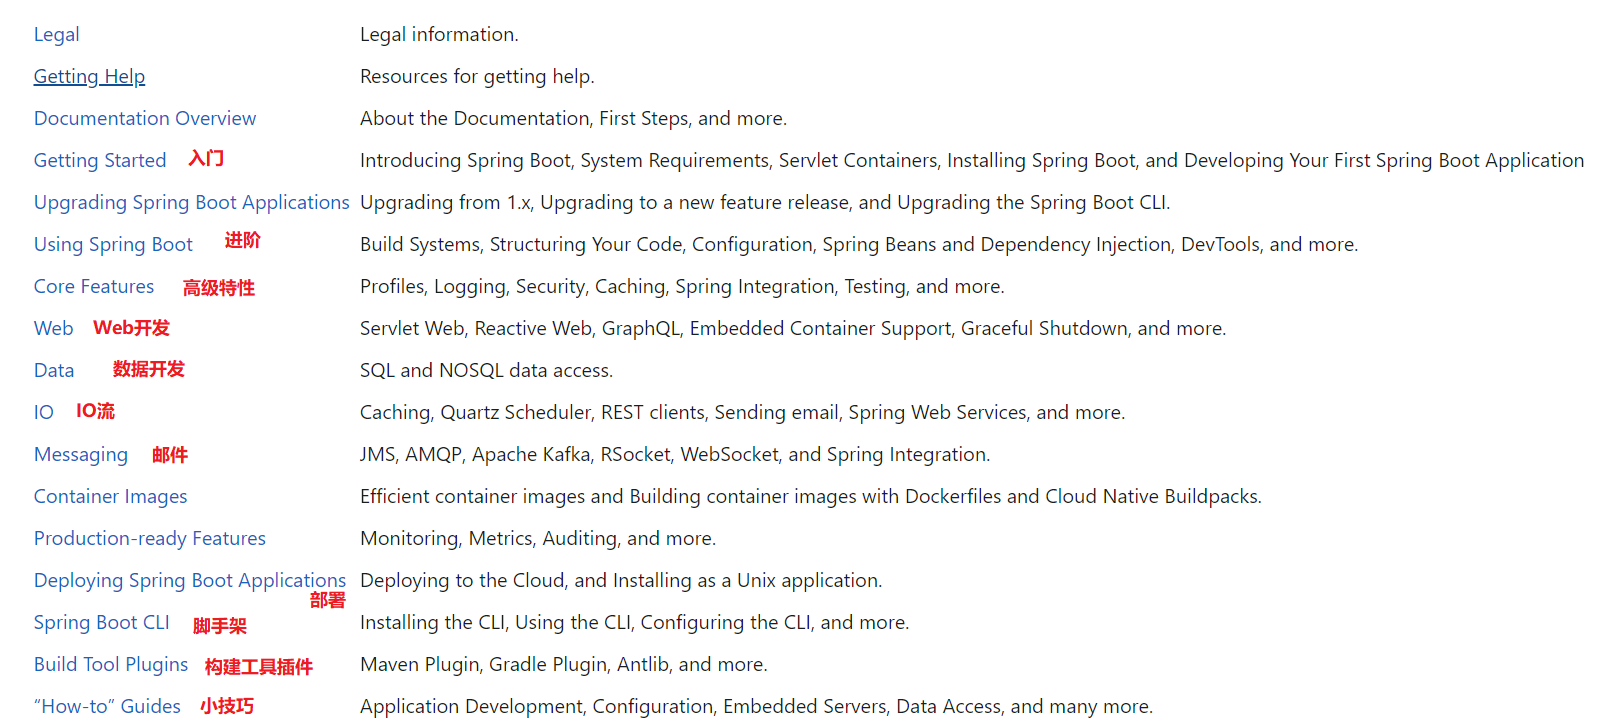 Legal Legal information.
Getting Help Resources for getting help.
Documentation Overview About the Documentation, First Steps, and more.
Getting Started 入门 Introducing Spring Boot, System Requirements, Servlet Containers, Installing Spring Boot, and Developing Your First Spring Boot Application
Upgrading Spring Boot Applications Upgrading from 1.x, Upgrading to a new feature release, and Upgrading the Spring Boot CLI.
Using Spring Boot 进阶 Build Systems, Structuring Your Code, Configuration, Spring Beans and Dependency Injection, DevTools, and more.
Core Features 高级特性 Profiles, Logging, Security, Caching, Spring Integration, Testing, and more.
Web Web开发 Servlet Web, Reactive Web, GraphQL, Embedded Container Support, Graceful Shutdown, and more.
Data 数据开发 SQL and NOSQL data access.
IO IO流 Caching, Quartz Scheduler, REST clients, Sending email, Spring Web Services, and more.
Messaging 邮件 JMS, AMQP, Apache Kafka, RSocket, WebSocket, and Spring Integration.
Container Images Efficient container images and Building container images with Dockerfiles and Cloud Native Buildpacks.
Production-ready Features Monitoring, Metrics, Auditing, and more.
Deploying Spring Boot Applications Deploying to the Cloud, and Installing as a Unix application.
部署
Spring Boot CLI 脚手架 Installing the CLI, Using the CLI, Configuring the CLI, and more.
Build Tool Plugins 构建工具插件 Maven Plugin, Gradle Plugin, Antlib, and more.
“How-to” Guides 小技巧 Application Development, Configuration, Embedded Servers, Data Access, and many more.